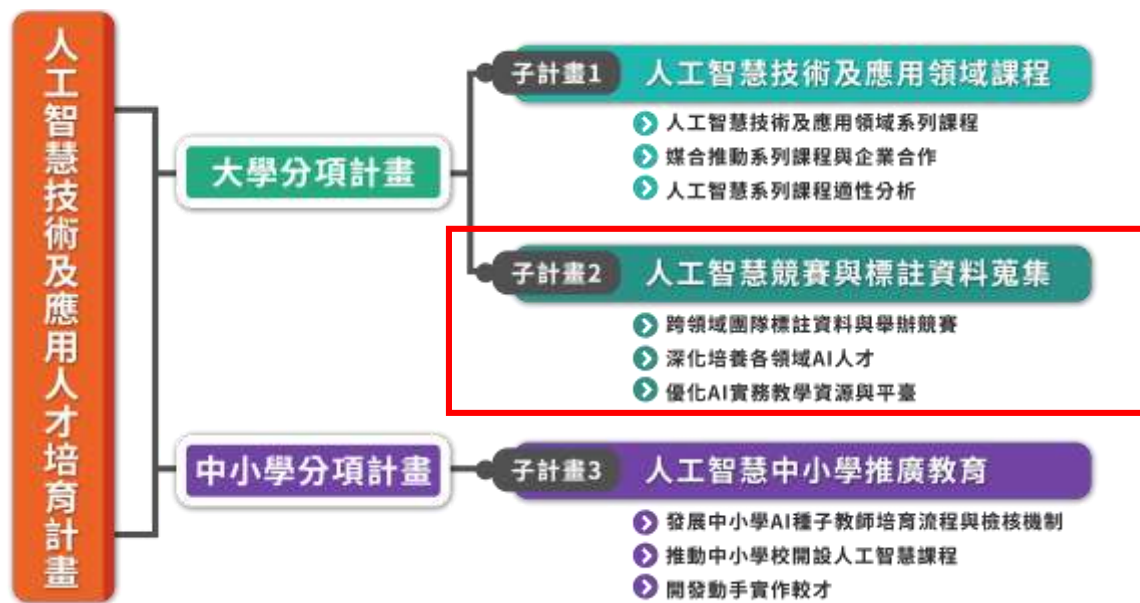 人工智慧技術及應用人才培育計畫
大學分項計畫
子計畫1 人工智慧技術及應用領域課程
人工智慧技術及應用領域系列課程
媒合推動系列課程與企業合作
人工智慧系列課程適性分析
子計畫2 人工智慧競賽與標註資料蒐集
跨領域團隊標註資料與舉辦競賽
深化培養各領域AI人才
優化AI實務教學資源與平臺
中小學分項計畫
子計畫3 人工智慧中小學推廣教育
發展中小學AI種子教師培育流程與檢核機制
推動中小學校開設人工智慧課程
開發動手實作較才